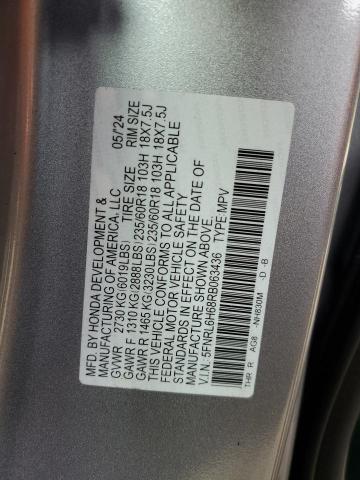 MFD. BY HONDA DEVELOPMENT & 05/'24
MANUFACTURING OF AMERICA, LLC
GVWR 2730 KG(6019LBS) TIRE SIZE RIM SIZE
GAWR F 1310 KG(2888LBS)235/60R18 103H 18X7.5J
GAWR R 1465 KG(3230LBS)235/60R18 103H 18X7.5J
THIS VEHICLE CONFORMS TO ALL APPLICABLE
FEDERAL MOTOR VEHICLE SAFETY
STANDARDS IN EFFECT ON THE DATE OF
MANUFACTURE SHOWN ABOVE.
V.I.N. 5FNRL6H68RB063436 TYPE:MPV
THR R AG8 -NH830M -D -B